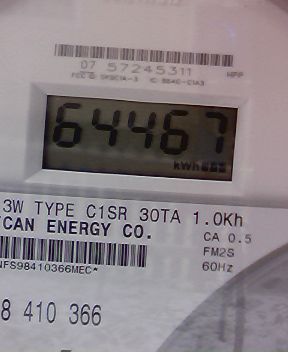 07 57245311 HPP
64467
kWh
3W TYPE C1SR 30TA 1.0Kh
CAN ENERGY CO.
CA 0.5
FM2S
NFS98410366MEC*
60Hz
8 410 366